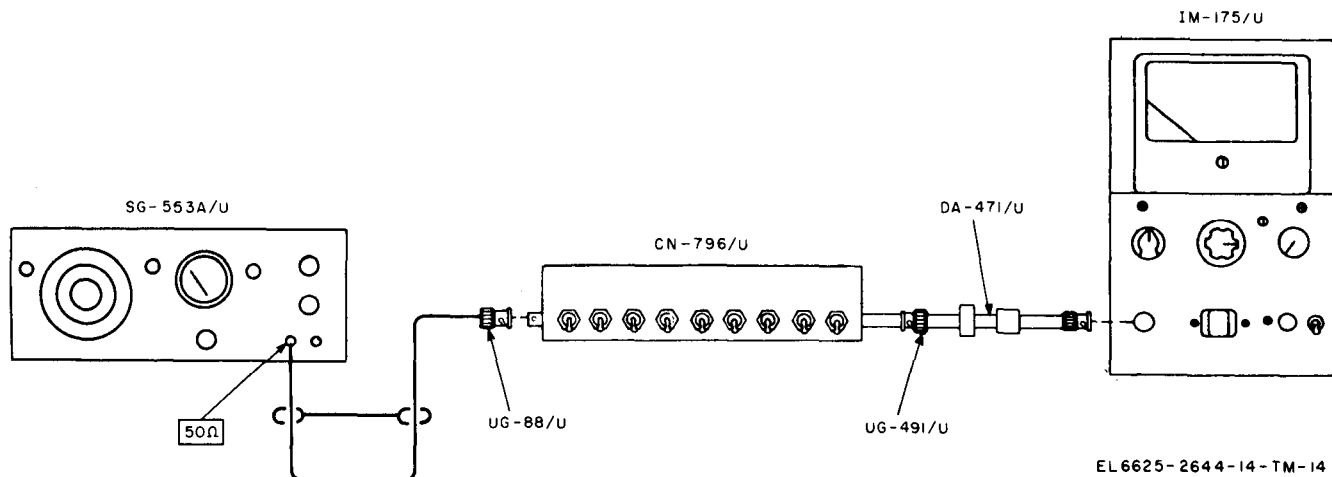 IM-175/U
SG-553A/U
DA-471/U
CN-796/U
50Ω
UG-88/U
UG-491/U
EL6625-2644-14-TM-14